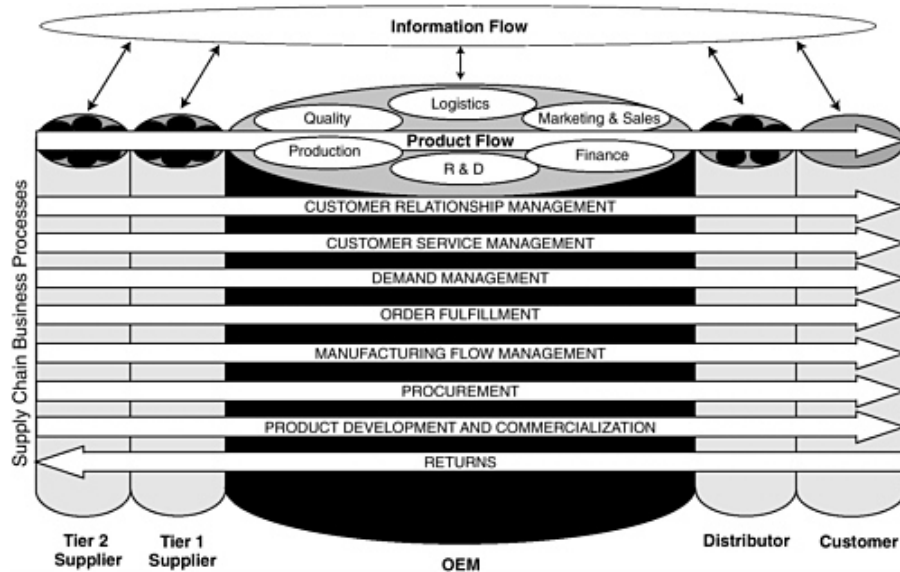 Information Flow
Logistics
Quality
Marketing & Sales
Product Flow
Production
Finance
R & D
Supply Chain Business Processes
CUSTOMER RELATIONSHIP MANAGEMENT
CUSTOMER SERVICE MANAGEMENT
DEMAND MANAGEMENT
ORDER FULFILLMENT
MANUFACTURING FLOW MANAGEMENT
PROCUREMENT
PRODUCT DEVELOPMENT AND COMMERCIALIZATION
RETURNS
Tier 2
Supplier
Tier 1
Supplier
OEM
Distributor
Customer